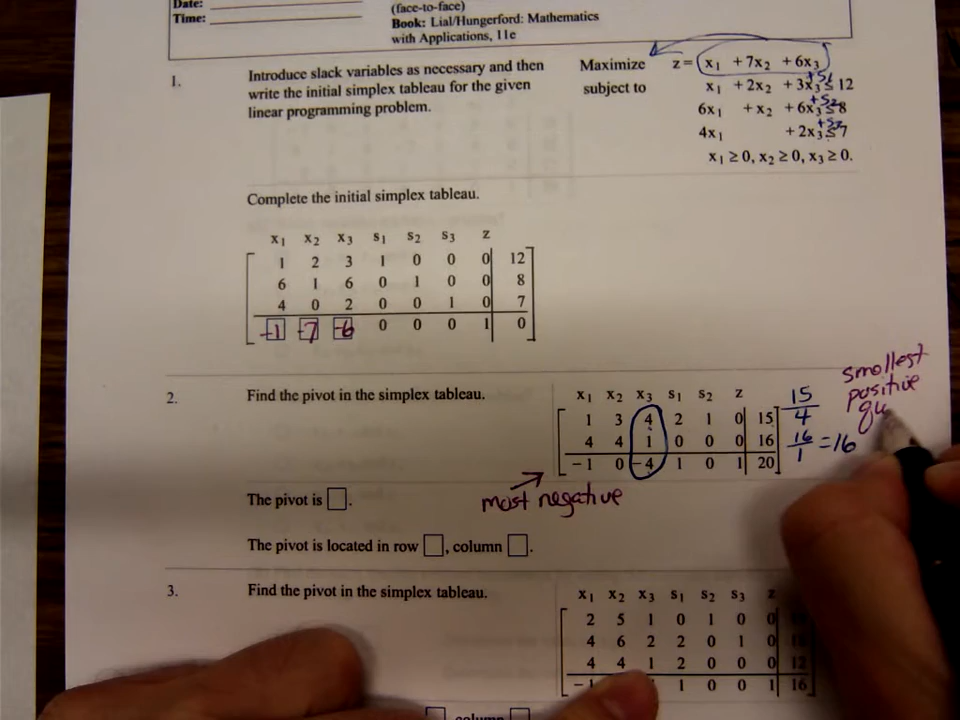 Date:
(face-to-face)
Time:
Book: Lial/Hungerford: Mathematics
with Applications, 11e
1. Introduce slack variables as necessary and then
write the initial simplex tableau for the given
linear programming problem.
Maximize z = x1 + 7x2 + 6x3
subject to x1 + 2x2 + 3x3 +s1 ≤ 12
6x1 + x2 + 6x3 +s2 ≤ 8
4x1 + 2x3 ≤ 7
x1 ≥ 0, x2 ≥ 0, x3 ≥ 0.
Complete the initial simplex tableau.
x1 x2 x3 s1 s2 s3 z
1 2 3 1 0 0 0 12
6 1 6 0 1 0 0 8
4 0 2 0 0 1 0 7
-1 -7 -6 0 0 0 1 0
2. Find the pivot in the simplex tableau.
x1 x2 x3 s1 s2 z
1 3 4 2 1 0 15
4 4 1 0 0 0 16
-1 0 -4 1 0 1 20
15/4
16/1 = 16
smallest
positive
qu
most negative
The pivot is
The pivot is located in row , column .
3. Find the pivot in the simplex tableau.
x1 x2 x3 s1 s2 s3 z
2 5 1 0 1 0 0
4 6 2 2 0 1 0
4 4 1 2 0 0 0 12
-1 1 0 0 1 16
column